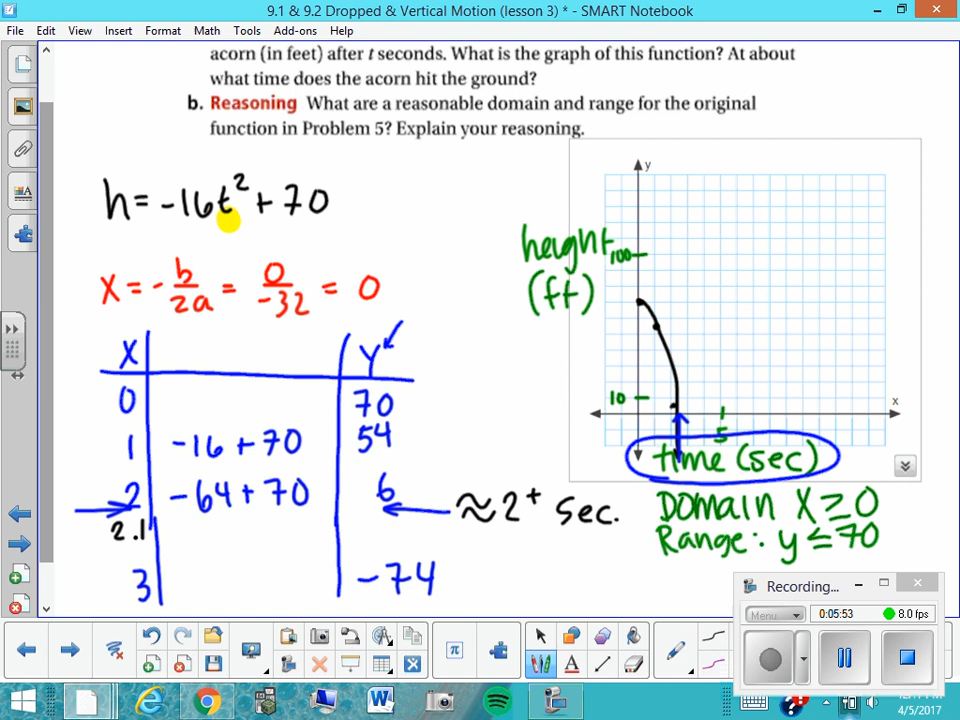 9.1 & 9.2 Dropped & Vertical Motion (lesson 3) * - SMART Notebook
File Edit View Insert Format Math Tools Add-ons Help
acorn (in feet) after t seconds. What is the graph of this function? At about
what time does the acorn hit the ground?
b. Reasoning What are a reasonable domain and range for the original
function in Problem 5? Explain your reasoning.
y
h = -16t² + 70
height
100
(ft)
x = -b/2a = 0/-32 = 0
X Y
0 70
10
x
1 -16 + 70 54
5
time (sec)
2 -64 + 70 6
≈ 2⁺ sec.
2.1
3 -74
Domain X ≥ 0
Range: y ≤ 70
Recording...
Menu 0:05:53 8.0 fps
π
A
4/5/2017